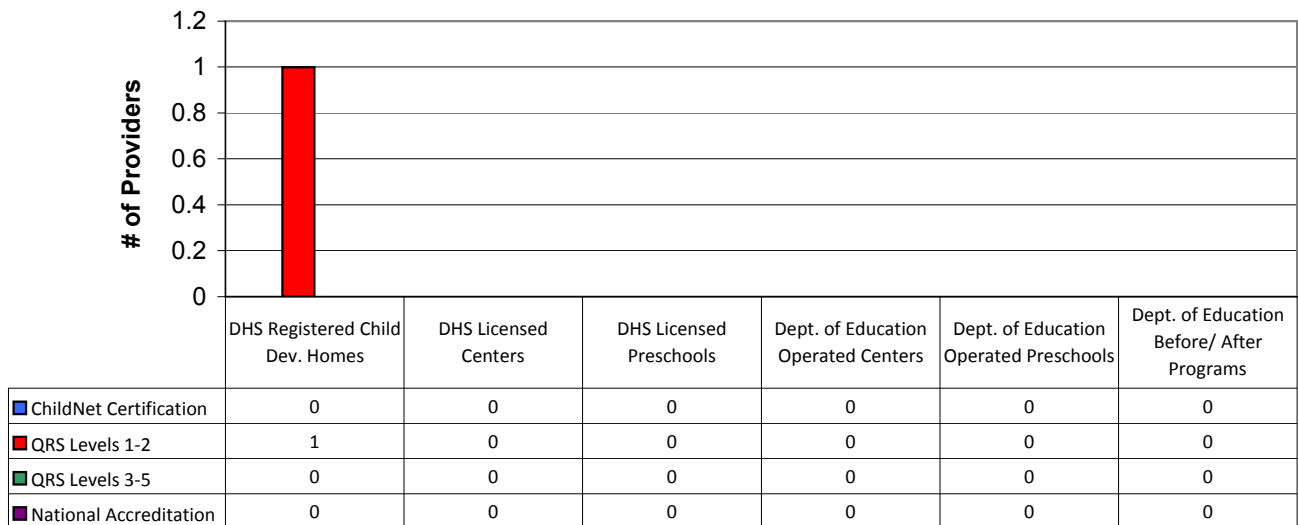 1.2
1
0.8
0.6
0.4
0.2
0
# of Providers
DHS Registered Child Dev. Homes
DHS Licensed Centers
DHS Licensed Preschools
Dept. of Education Operated Centers
Dept. of Education Operated Preschools
Dept. of Education Before/ After Programs
ChildNet Certification 0 0 0 0 0 0
QRS Levels 1-2 1 0 0 0 0 0
QRS Levels 3-5 0 0 0 0 0 0
National Accreditation 0 0 0 0 0 0